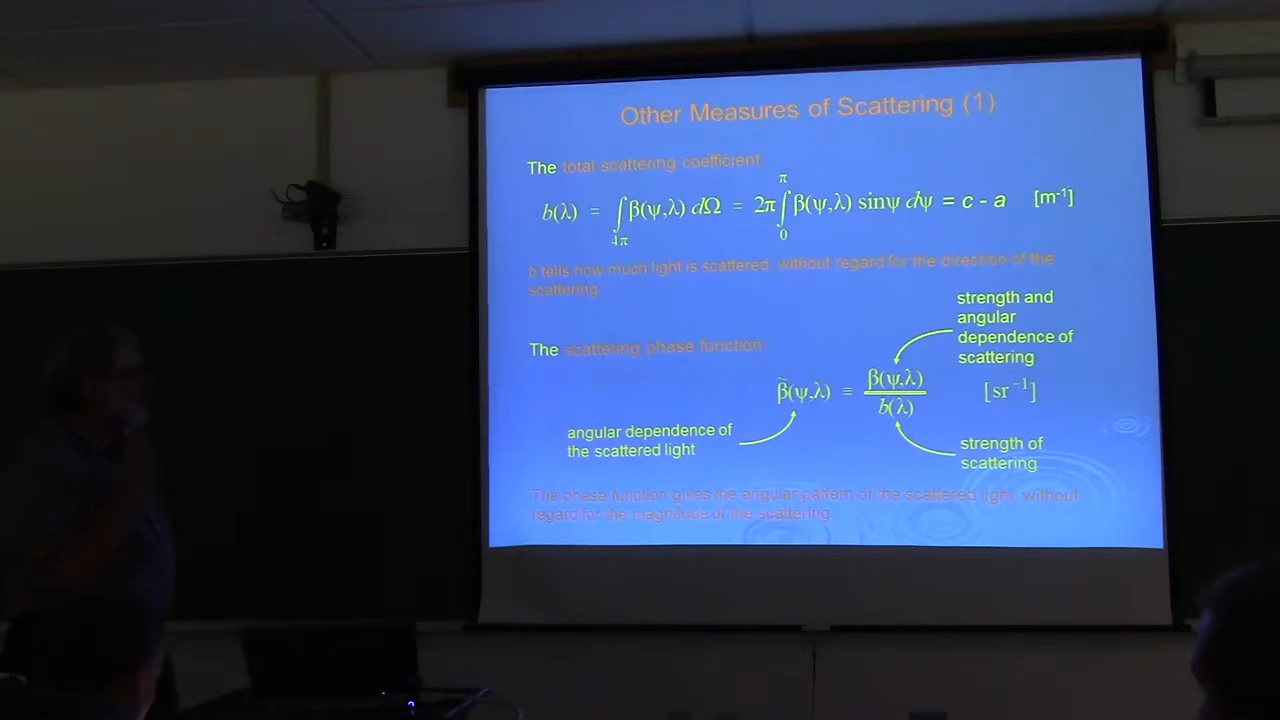 Other Measures of Scattering (1)
The total scattering coefficient:
b(λ) = ∫4π β(ψ,λ) dΩ = 2π ∫0π β(ψ,λ) sinψ dψ = c - a [m-1]
b tells how much light is scattered, without regard for the direction of the
scattering
strength and
angular
dependence of
scattering
The scattering phase function:
β̃(ψ,λ) ≡ β(ψ,λ) / b(λ) [sr-1]
angular dependence of
the scattered light
strength of
scattering
The phase function gives the angular pattern of the scattered light, without
regard for the magnitude of the scattering